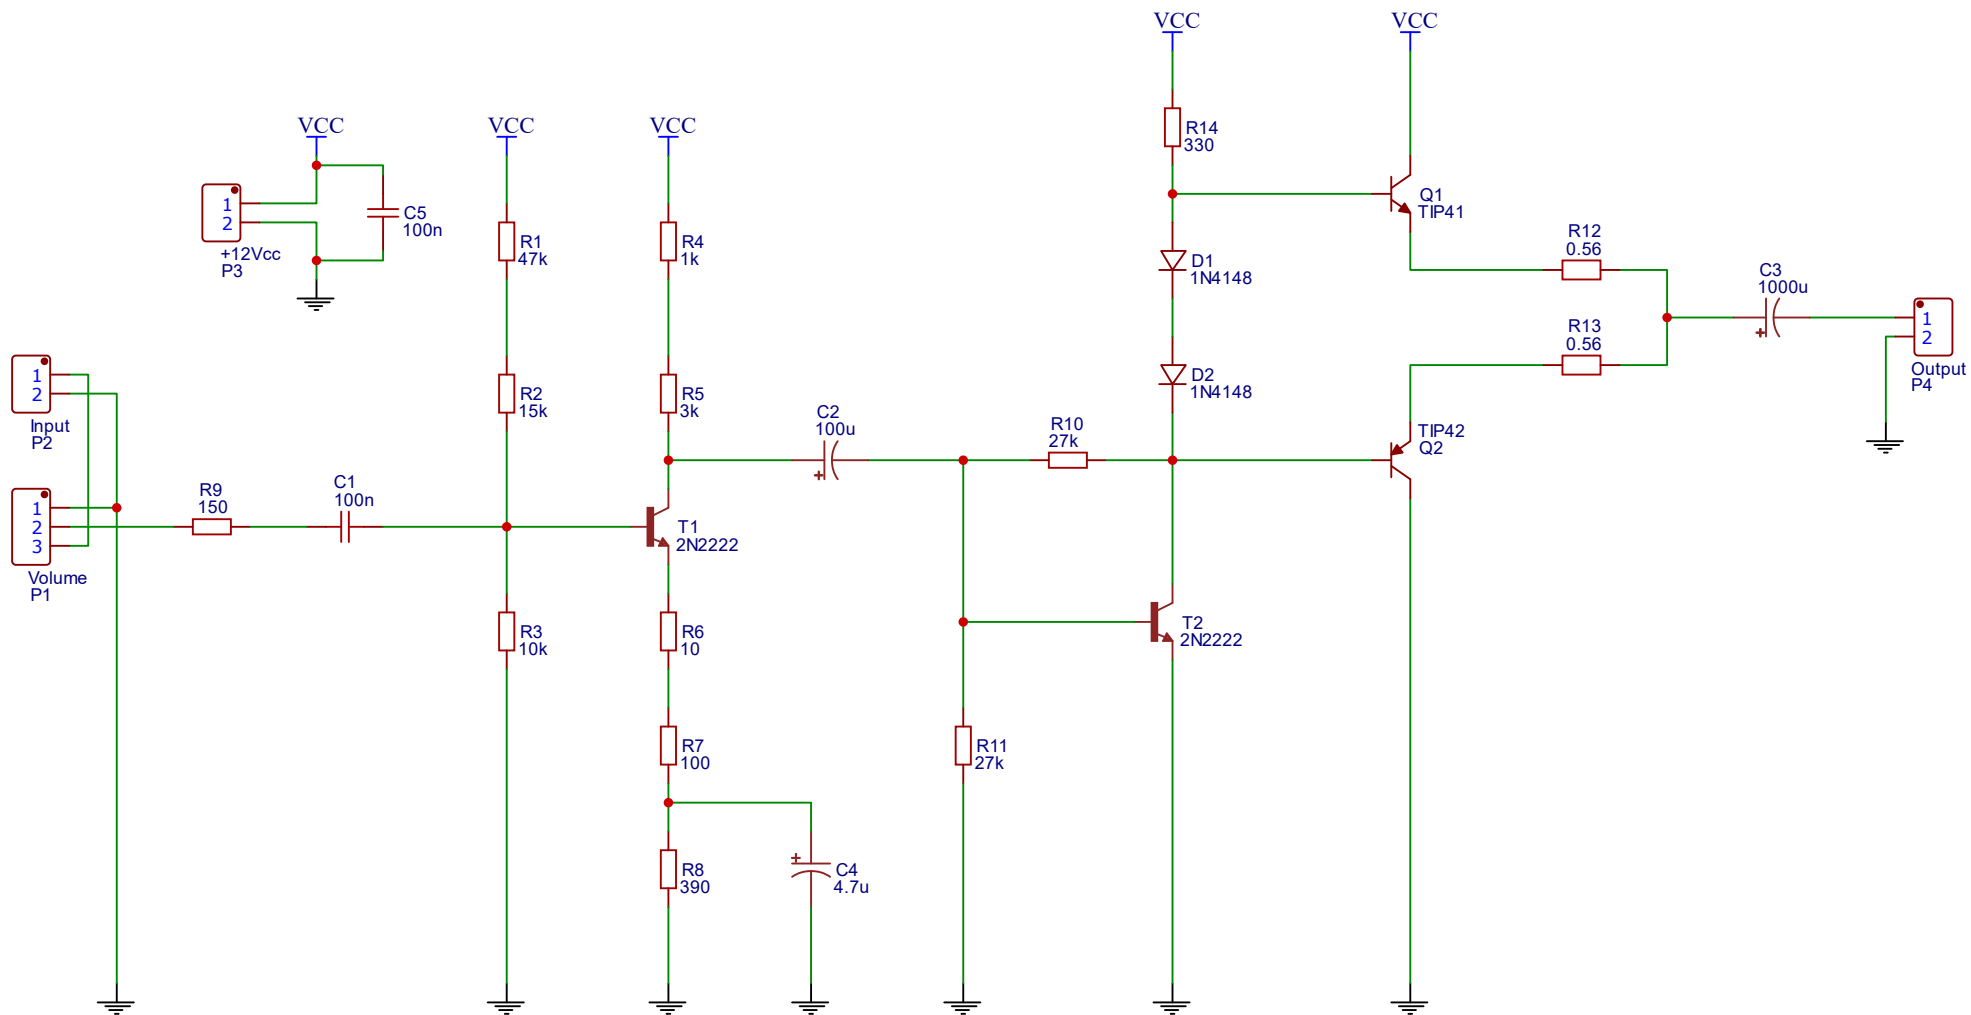 VCC
VCC
VCC
VCC
VCC
R14
330
1
2
+12Vcc
P3
C5
100n
R1
47k
R4
1k
Q1
TIP41
R12
0.56
D1
1N4148
C3
1000u
1
2
Output
P4
R13
0.56
1
2
Input
P2
R2
15k
R5
3k
D2
1N4148
C2
100u
R10
27k
TIP42
Q2
1
2
3
Volume
P1
R9
150
C1
100n
T1
2N2222
R3
10k
R6
10
T2
2N2222
R7
100
R11
27k
R8
390
C4
4.7u